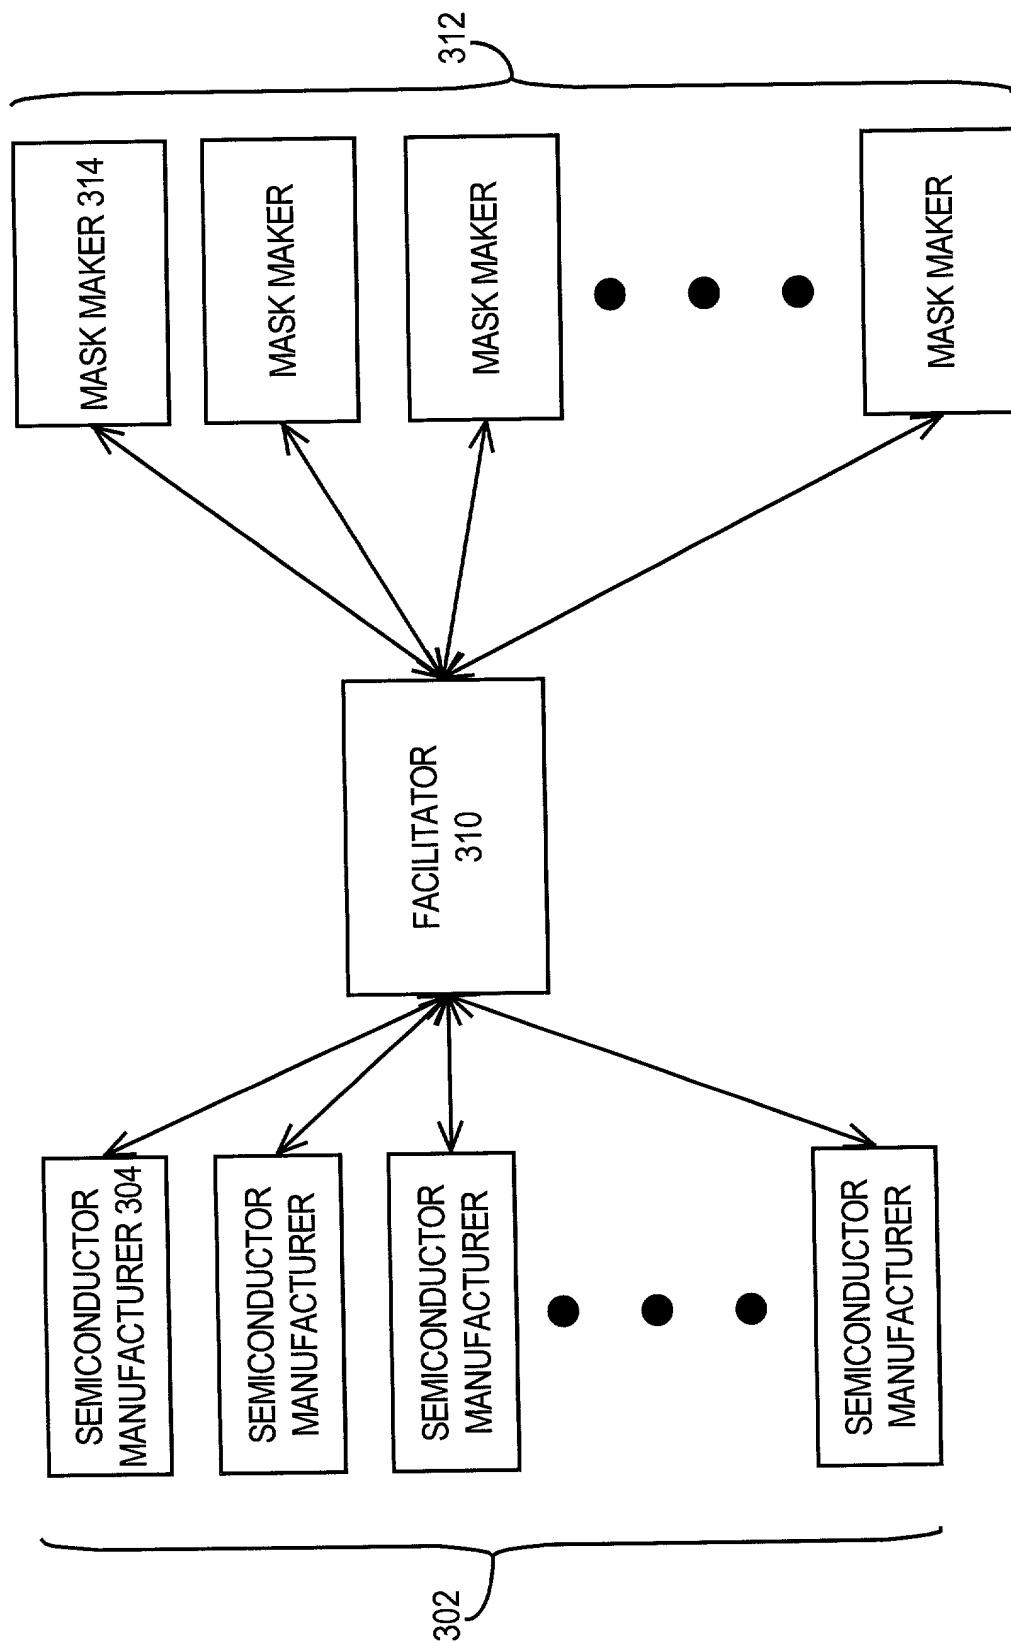 302
SEMICONDUCTOR
MANUFACTURER 304
SEMICONDUCTOR
MANUFACTURER
SEMICONDUCTOR
MANUFACTURER
SEMICONDUCTOR
MANUFACTURER
FACILITATOR
310
MASK MAKER 314
MASK MAKER
MASK MAKER
MASK MAKER
312